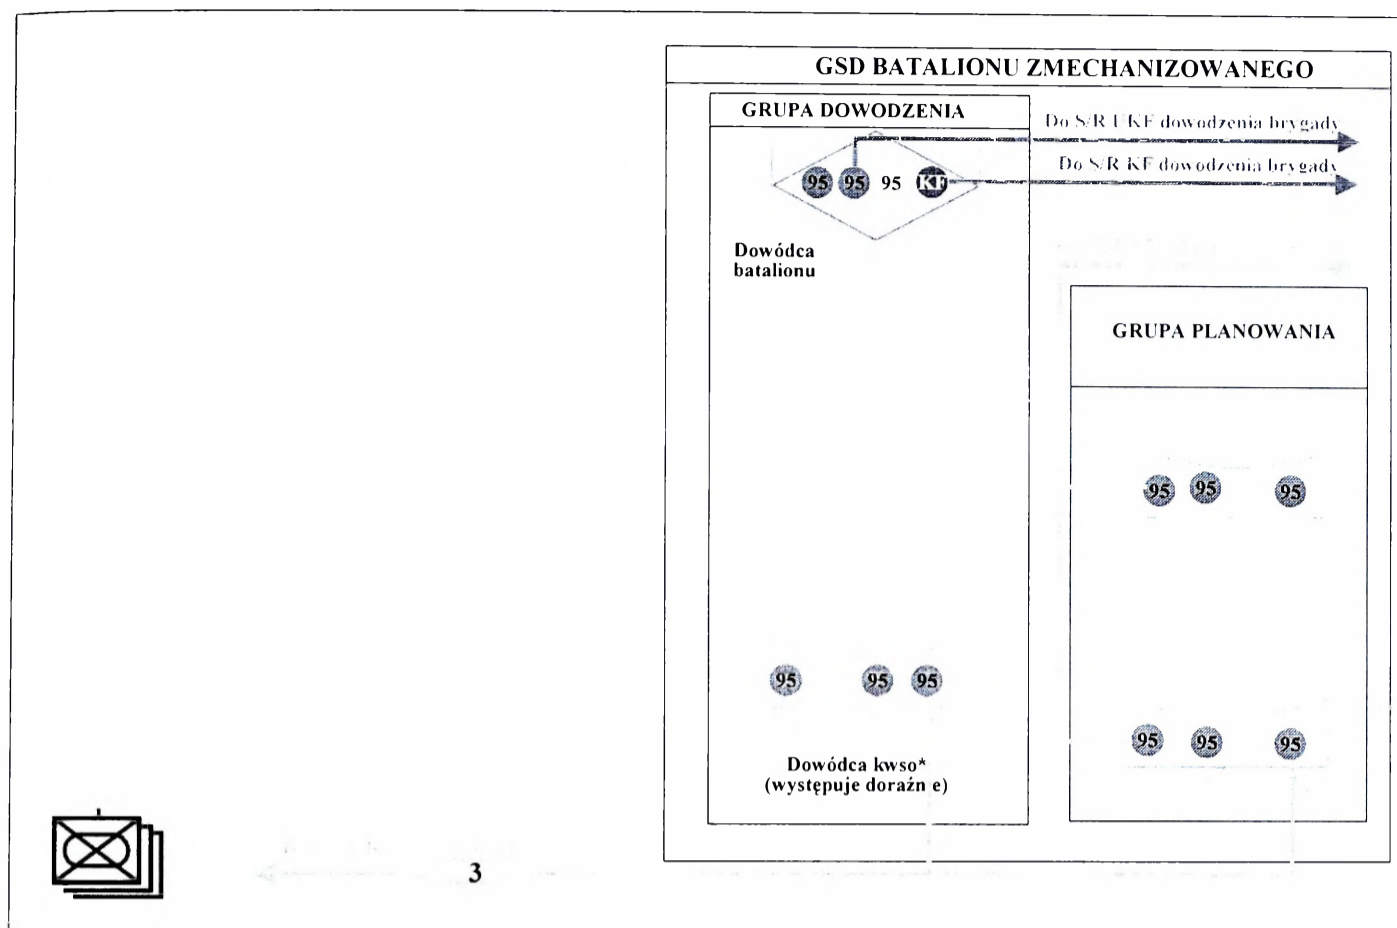 GSD BATALIONU ZMECHANIZOWANEGO
GRUPA DOWODZENIA
Do S/R UKF dowodzenia brygady
Do S/R KF dowodzenia brygady
95 95 95 KF
Dowódca
batalionu
GRUPA PLANOWANIA
95 95 95
95 95 95
95 95 95
Dowódca kwso*
(występuje doraźn e)
3